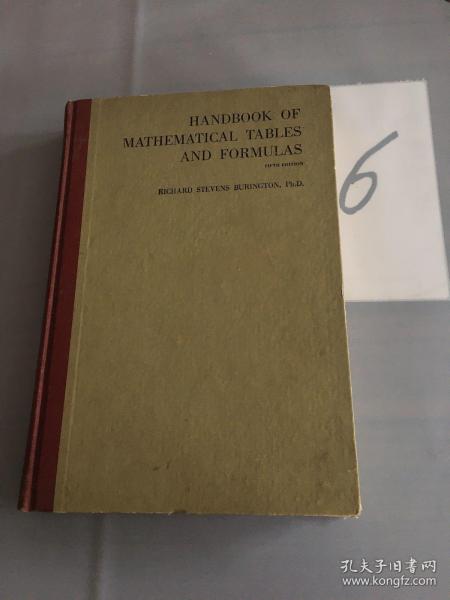 HANDBOOK OF
MATHEMATICAL TABLES
AND FORMULAS
FIFTH EDITION
RICHARD STEVENS BURINGTON, Ph.D.
6
孔夫子旧书网
www.kongfz.com